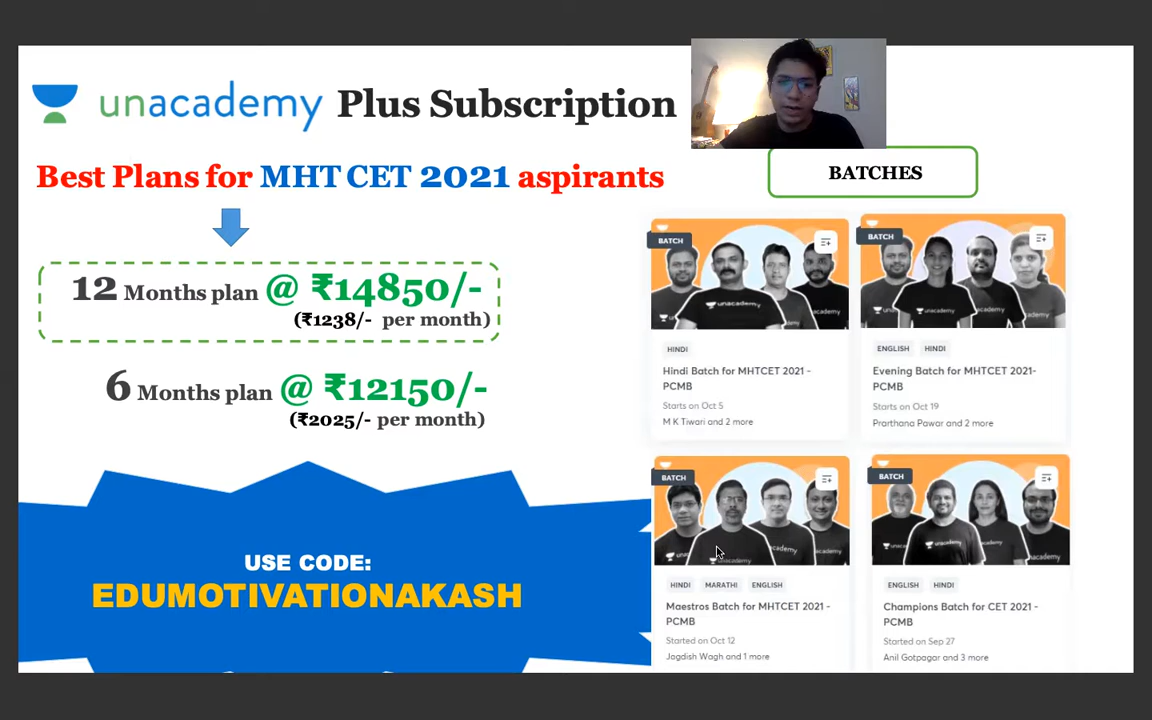 unacademy Plus Subscription
Best Plans for MHT CET 2021 aspirants
12 Months plan @ ₹14850/-
(₹1238/- per month)
6 Months plan @ ₹12150/-
(₹2025/- per month)
USE CODE:
EDUMOTIVATIONAKASH
BATCHES
BATCH
unacademy
HINDI
Hindi Batch for MHTCET 2021 -
PCMB
Starts on Oct 5
M K Tiwari and 2 more
BATCH
unacademy
ENGLISH HINDI
Evening Batch for MHTCET 2021-
PCMB
Starts on Oct 19
Prarthana Pawar and 2 more
BATCH
unacademy
HINDI MARATHI ENGLISH
Maestros Batch for MHTCET 2021 -
PCMB
Started on Oct 12
Jagdish Wagh and 1 more
BATCH
unacademy
ENGLISH HINDI
Champions Batch for CET 2021 -
PCMB
Started on Sep 27
Anil Gotpagar and 3 more